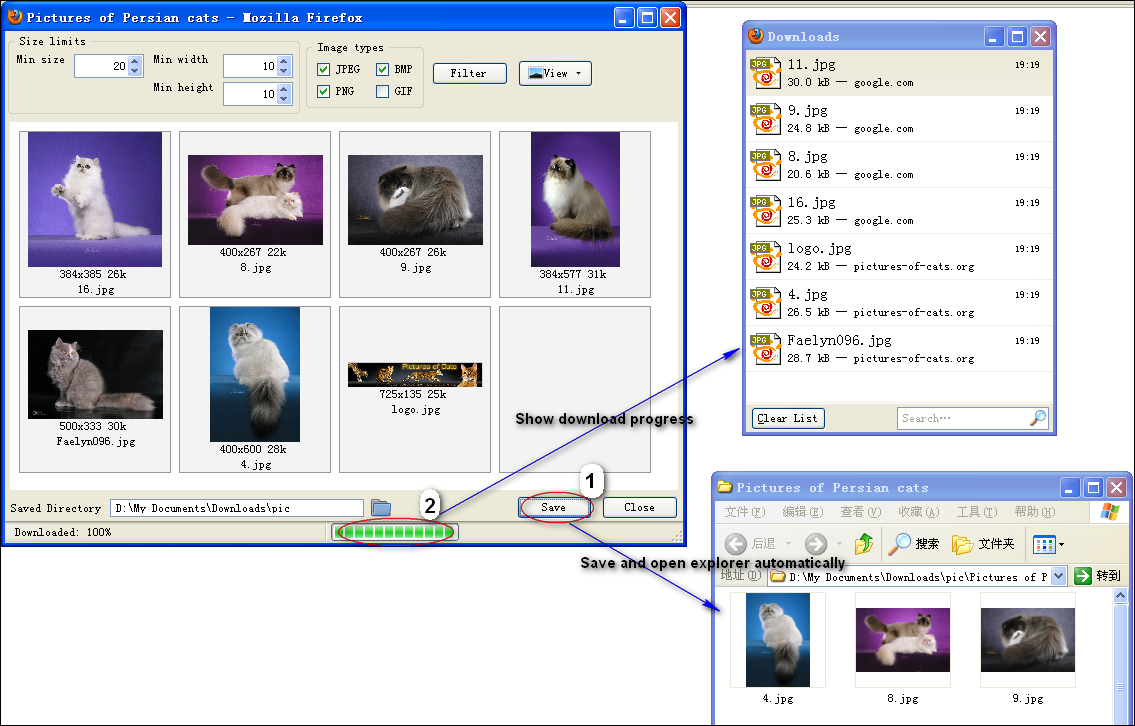 Pictures of Persian cats - Mozilla Firefox
Size limits
Min size 20 Min width 10
Min height 10
Image types
JPEG BMP
PNG GIF
Filter
View
384x385 26k
16.jpg
400x267 22k
8.jpg
400x267 26k
9.jpg
384x577 31k
11.jpg
500x333 30k
Faelyn096.jpg
400x600 28k
4.jpg
Pictures of Cats
725x135 25k
logo.jpg
Show download progress
1
2
Saved Directory D:\My Documents\Downloads\pic
Save
Close
Downloaded: 100%
Save and open explorer automatically
Downloads
JPG 11.jpg 19:19
30.0 kB — google.com
JPG 9.jpg 19:19
24.8 kB — google.com
JPG 8.jpg 19:19
20.6 kB — google.com
JPG 16.jpg 19:19
25.3 kB — google.com
JPG logo.jpg 19:19
24.2 kB — pictures-of-cats.org
JPG 4.jpg 19:19
26.5 kB — pictures-of-cats.org
JPG Faelyn096.jpg 19:19
28.7 kB — pictures-of-cats.org
Clear List
Search…
Pictures of Persian cats
文件(F) 编辑(E) 查看(V) 收藏(A) 工具(T) 帮助(H)
后退 搜索 文件夹
地址(D) D:\My Documents\Downloads\pic\Pictures of P 转到
4.jpg
8.jpg
9.jpg